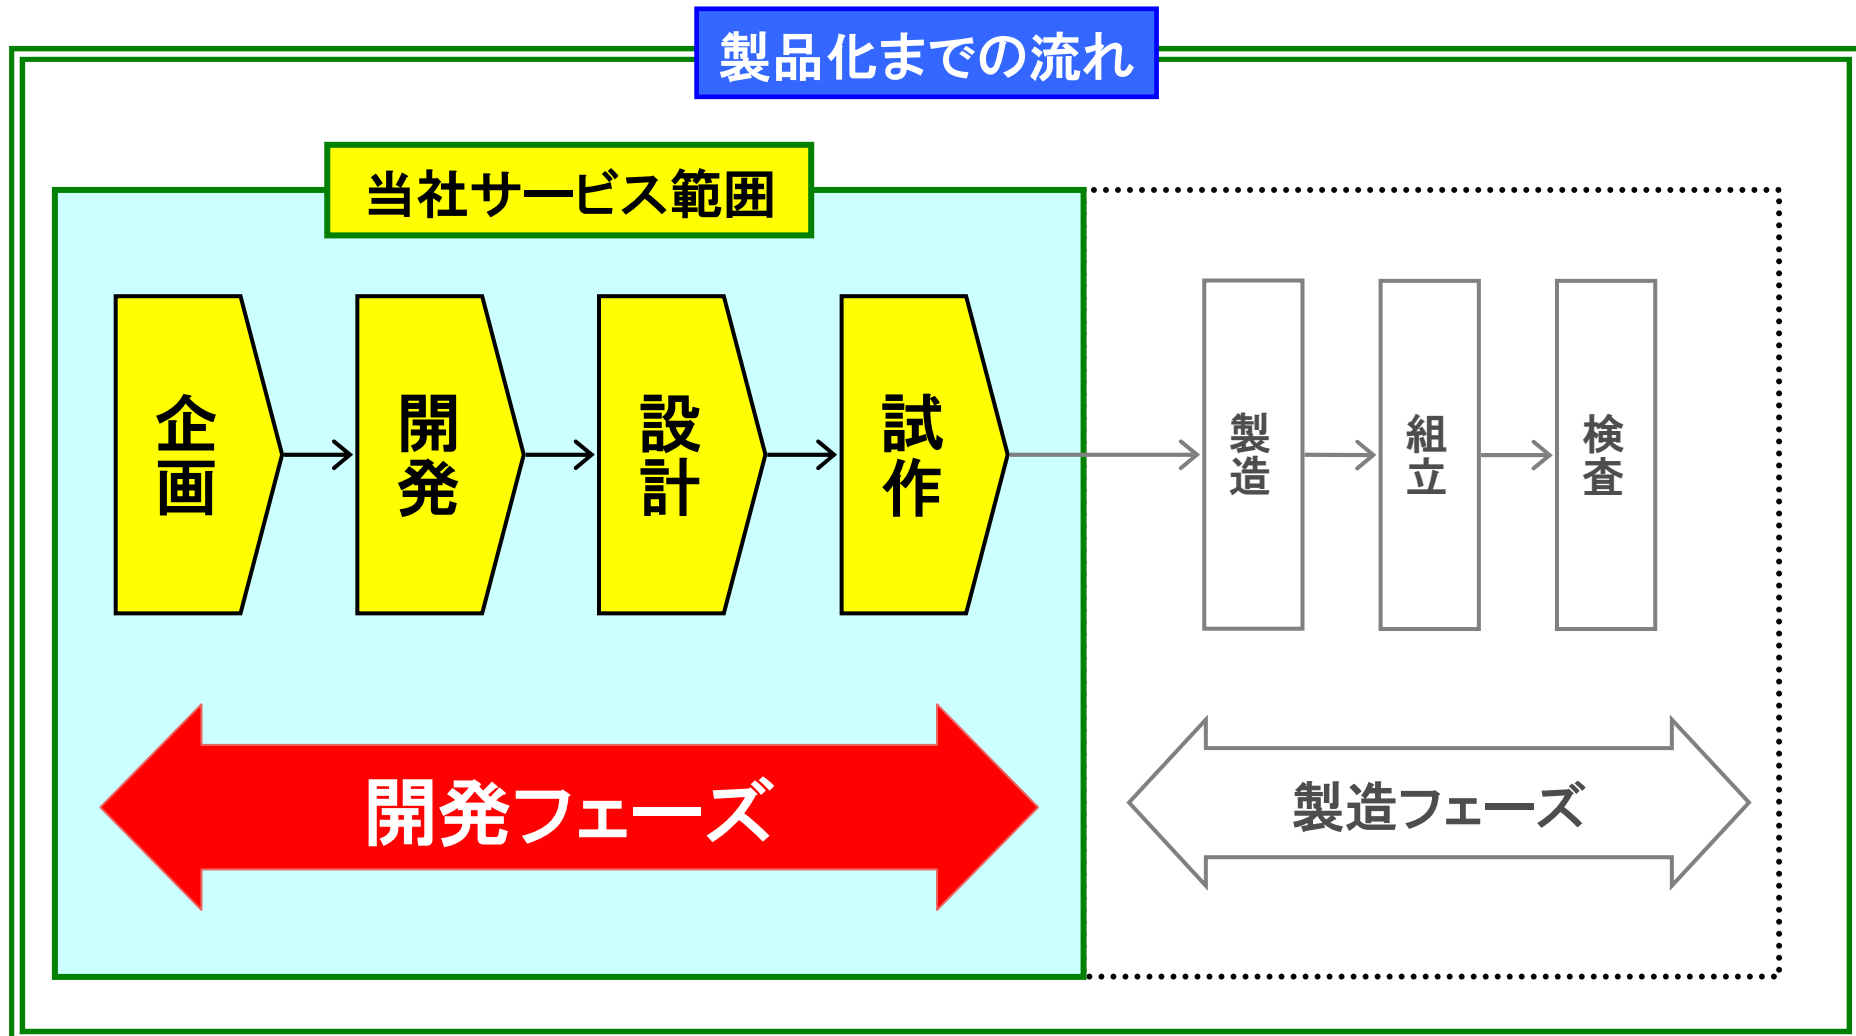 製品化までの流れ
当社サービス範囲
企画
開発
設計
試作
製造
組立
検査
開発フェーズ
製造フェーズ